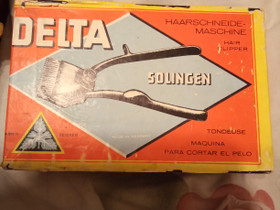 DELTA
HAARSCHNEIDE-
MASCHINE
HAIR
CLIPPER
SOLINGEN
TONDEUSE
MAQUINA
PARA CORTAR EL PELO